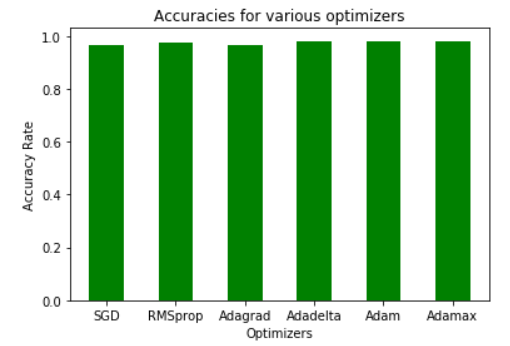 Accuracies for various optimizers
1.0
0.8
0.6
0.4
0.2
0.0
Accuracy Rate
SGD RMSprop Adagrad Adadelta Adam Adamax
Optimizers